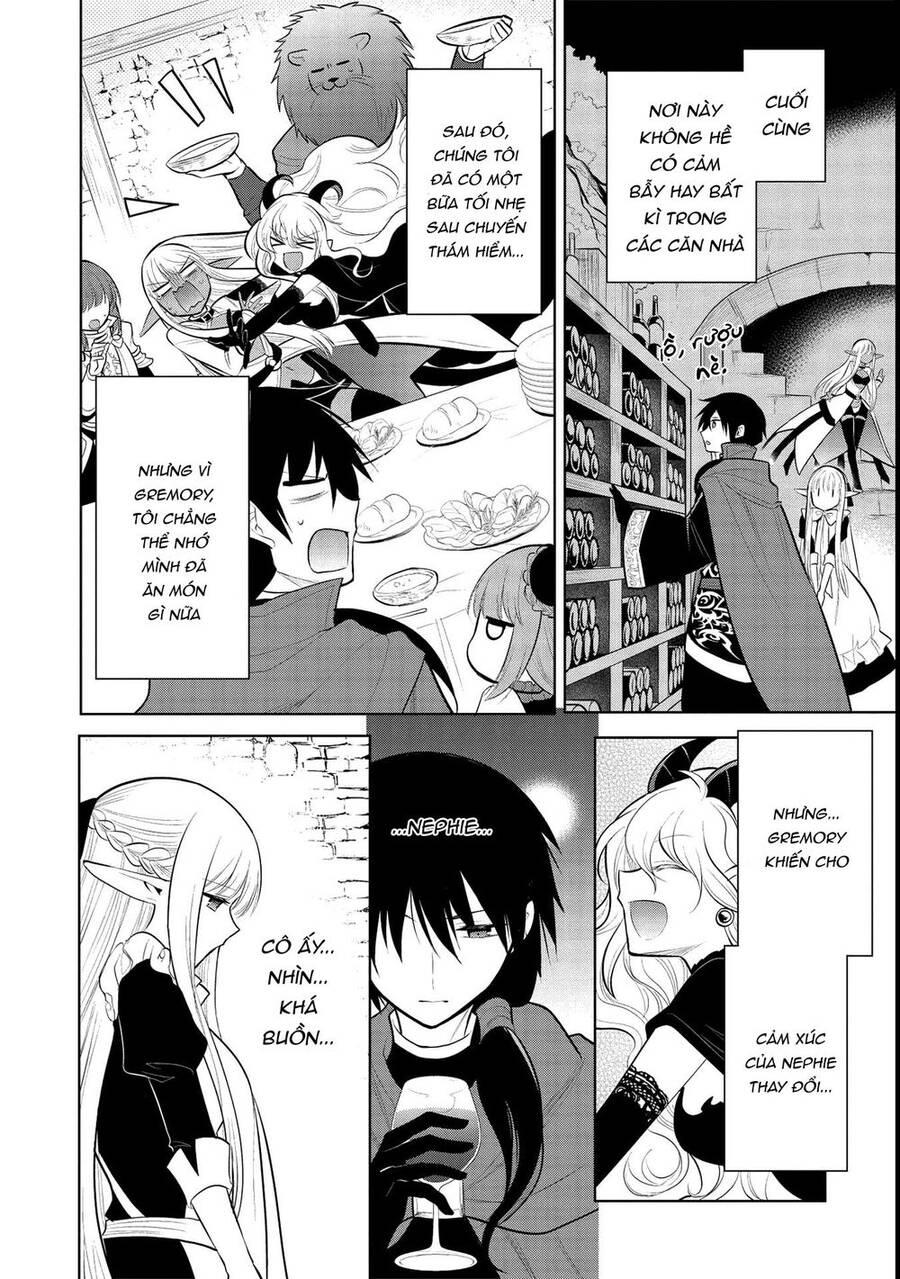 CUỐI
CÙNG
NƠI NÀY
KHÔNG HỀ
CÓ CẢM
BẪY HAY BẤT
KÌ TRONG
CÁC CĂN NHÀ
Ồ, RƯỢU
NÈ.
SAU ĐÓ,
CHÚNG TÔI
ĐÃ CÓ MỘT
BỮA TỐI NHẸ
SAU CHUYẾN
THÁM HIỂM...
NHƯNG VÌ
GREMORY,
TÔI CHẲNG
THỂ NHỚ
MÌNH ĐÃ
ĂN MÓN
GÌ NỮA
NHƯNG...
GREMORY
KHIẾN CHO
CẢM XÚC
CỦA NEPHIE
THAY ĐỔI...
...NEPHIE...
CÔ ẤY...
NHÌN...
KHÁ
BUỒN...